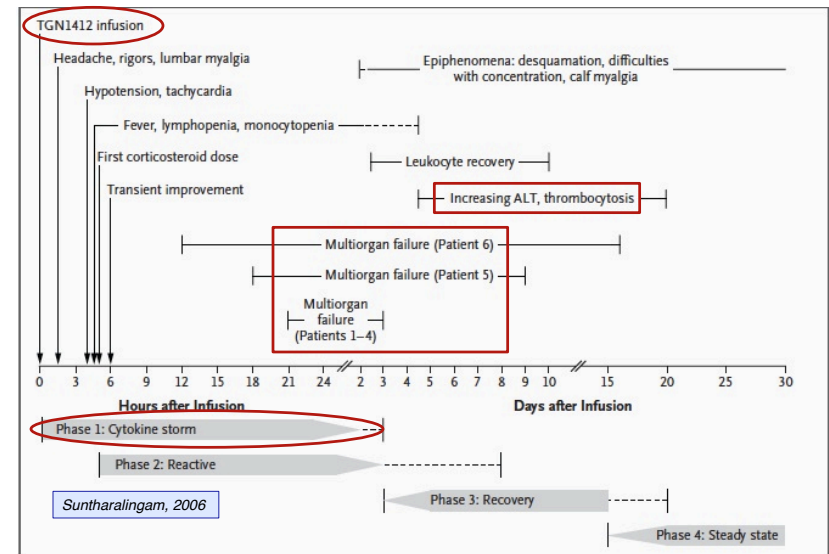 TGN1412 infusion
Headache, rigors, lumbar myalgia
Epiphenomena: desquamation, difficulties
with concentration, calf myalgia
Hypotension, tachycardia
Fever, lymphopenia, monocytopenia
First corticosteroid dose
Leukocyte recovery
Transient improvement
Increasing ALT, thrombocytosis
Multiorgan failure (Patient 6)
Multiorgan failure (Patient 5)
Multiorgan
failure
(Patients 1–4)
0 3 6 9 12 15 18 21 24 2 3 4 5 6 7 8 9 10 15 20 25 30
Hours after Infusion Days after Infusion
Phase 1: Cytokine storm
Phase 2: Reactive
Phase 3: Recovery
Suntharalingam, 2006
Phase 4: Steady state